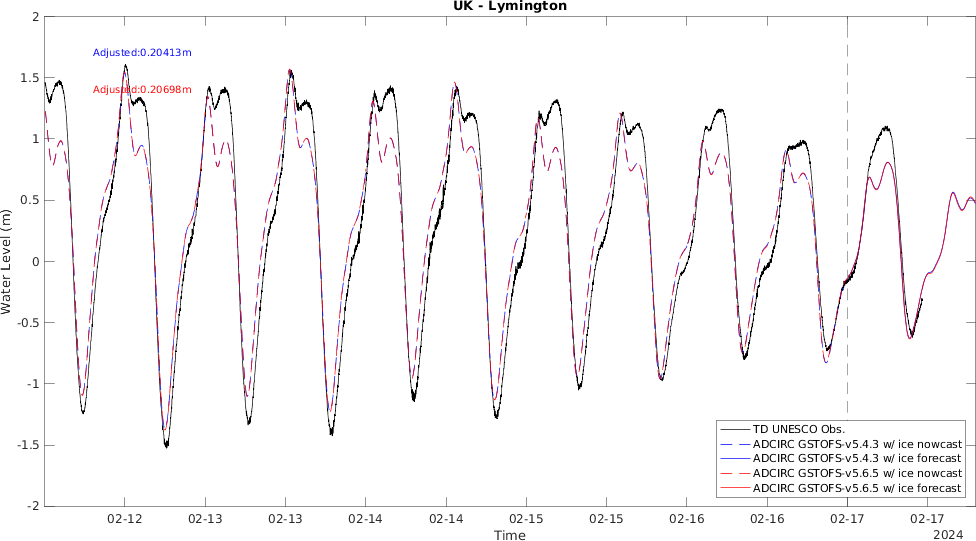 UK - Lymington
Adjusted:0.20413m
Adjusted:0.20698m
Water Level (m)
2
1.5
1
0.5
0
-0.5
-1
-1.5
-2
02-12
02-13
02-13
02-14
02-14
02-15
02-15
02-16
02-16
02-17
02-17
2024
Time
TD UNESCO Obs.
ADCIRC GSTOFS-v5.4.3 w/ ice nowcast
ADCIRC GSTOFS-v5.4.3 w/ ice forecast
ADCIRC GSTOFS-v5.6.5 w/ ice nowcast
ADCIRC GSTOFS-v5.6.5 w/ ice forecast